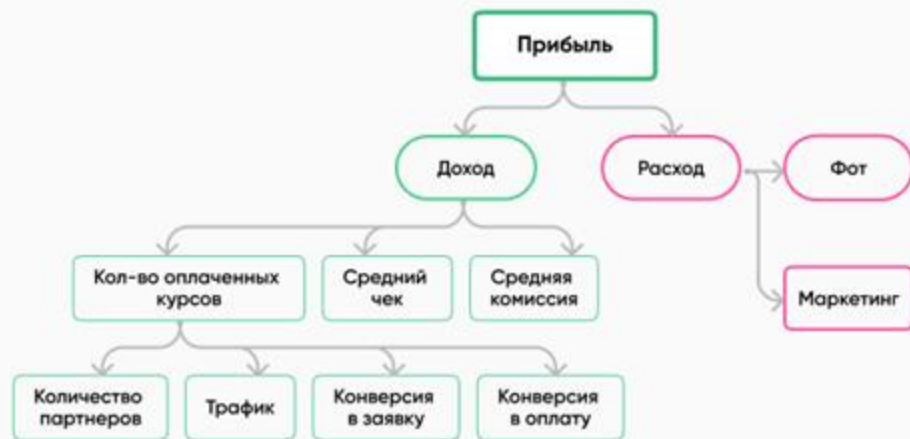 Прибыль
Доход
Расход
Фот
Кол-во оплаченных
курсов
Средний
чек
Средняя
комиссия
Маркетинг
Количество
партнеров
Трафик
Конверсия
в заявку
Конверсия
в оплату